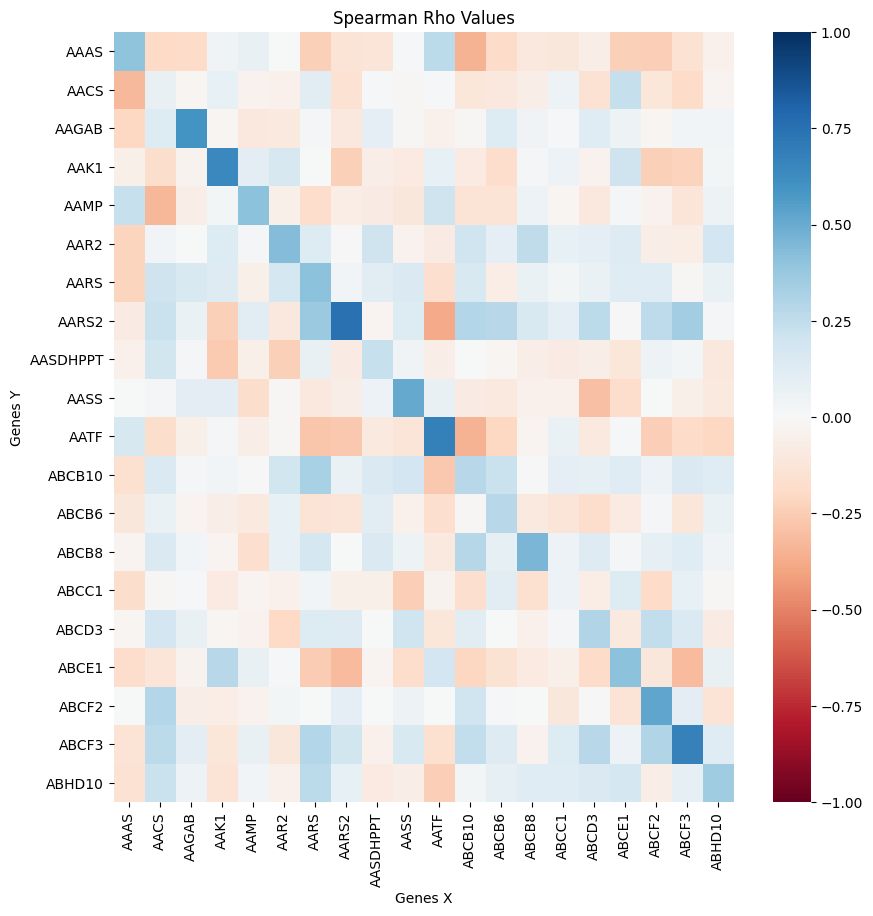 Spearman Rho Values
Genes Y
AAAS
AACS
AAGAB
AAK1
AAMP
AAR2
AARS
AARS2
AASDHPPT
AASS
AATF
ABCB10
ABCB6
ABCB8
ABCC1
ABCD3
ABCE1
ABCF2
ABCF3
ABHD10
AAAS
AACS
AAGAB
AAK1
AAMP
AAR2
AARS
AARS2
AASDHPPT
AASS
AATF
ABCB10
ABCB6
ABCB8
ABCC1
ABCD3
ABCE1
ABCF2
ABCF3
ABHD10
Genes X
1.00
0.75
0.50
0.25
0.00
−0.25
−0.50
−0.75
−1.00